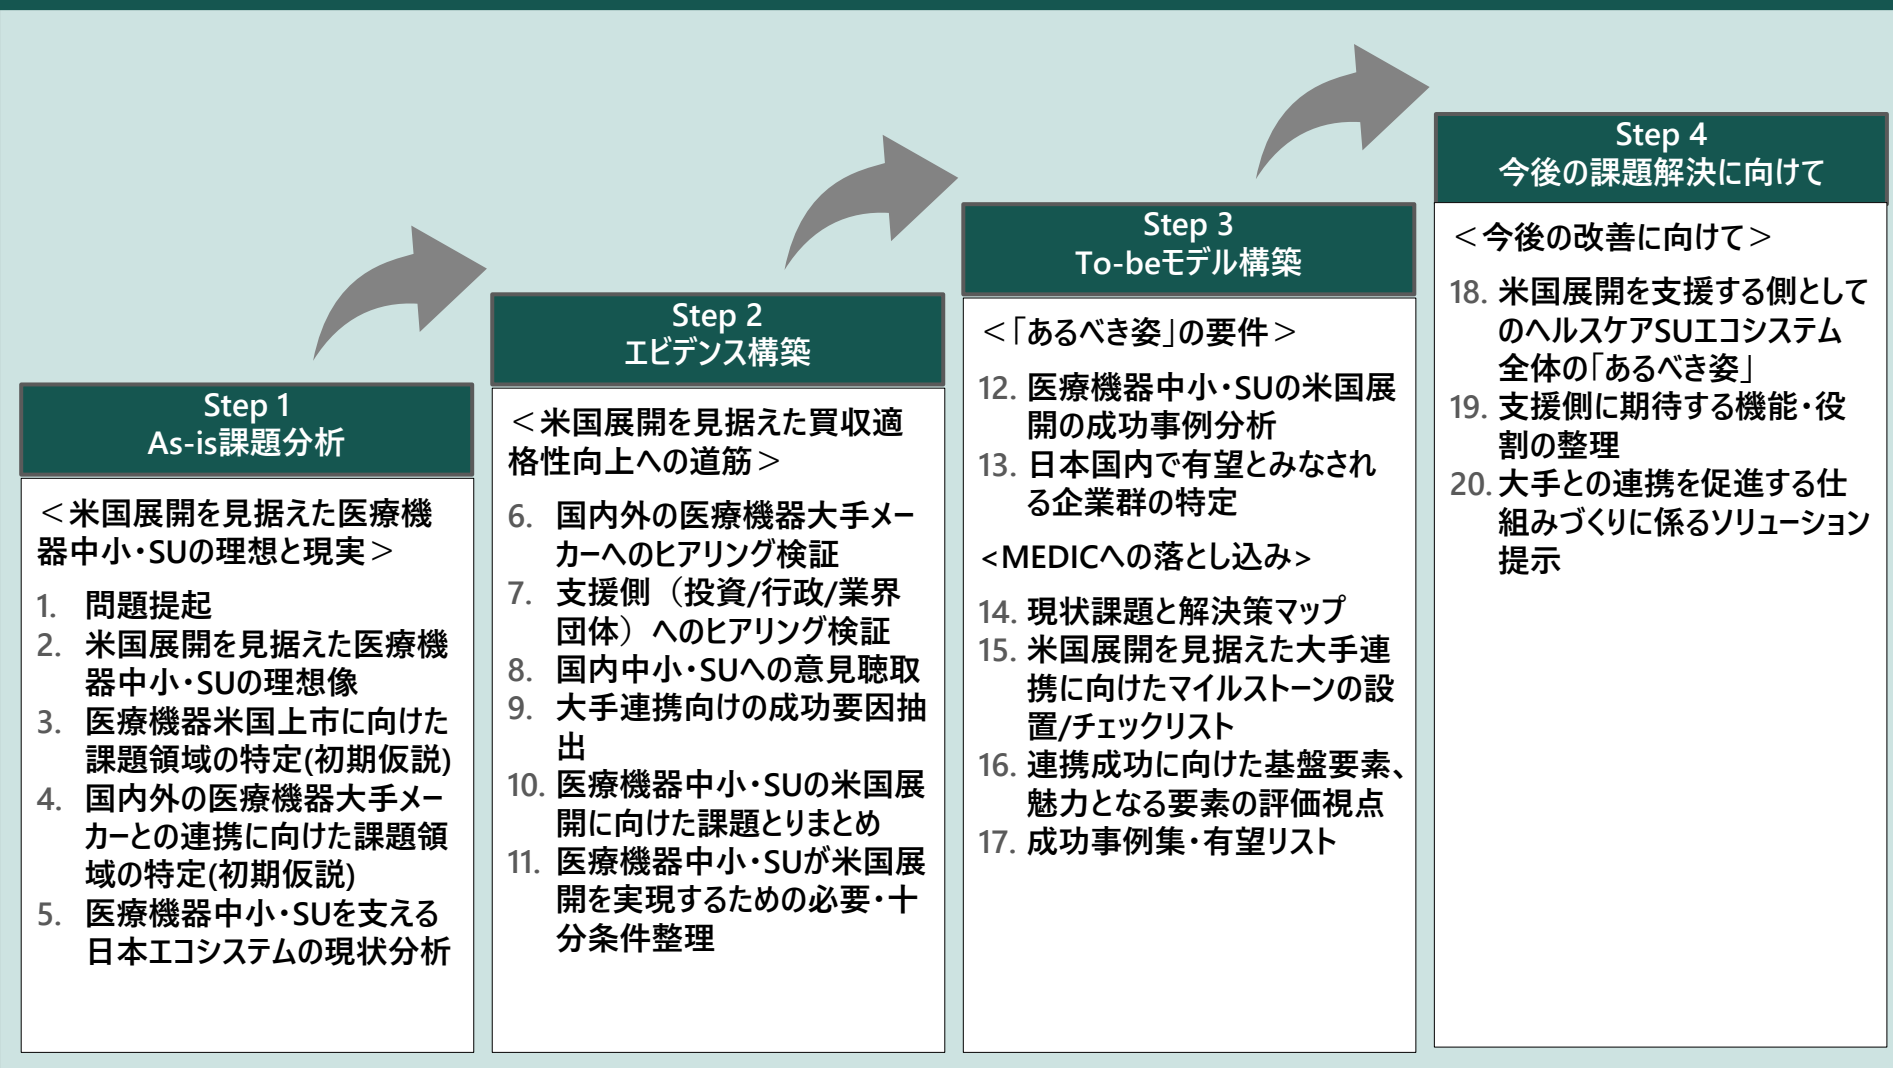 Step 1
As-is課題分析
＜米国展開を見据えた医療機
器中小・SUの理想と現実＞
1. 問題提起
2. 米国展開を見据えた医療機
器中小・SUの理想像
3. 医療機器米国上市に向けた
課題領域の特定(初期仮説)
4. 国内外の医療機器大手メー
カーとの連携に向けた課題領
域の特定(初期仮説)
5. 医療機器中小・SUを支える
日本エコシステムの現状分析
Step 2
エビデンス構築
＜米国展開を見据えた買収適
格性向上への道筋＞
6. 国内外の医療機器大手メー
カーへのヒアリング検証
7. 支援側（投資/行政/業界
団体）へのヒアリング検証
8. 国内中小・SUへの意見聴取
9. 大手連携向けの成功要因抽
出
10. 医療機器中小・SUの米国展
開に向けた課題とりまとめ
11. 医療機器中小・SUが米国展
開を実現するための必要・十
分条件整理
Step 3
To-beモデル構築
＜「あるべき姿」の要件＞
12. 医療機器中小・SUの米国展
開の成功事例分析
13. 日本国内で有望とみなされ
る企業群の特定
<MEDICへの落とし込み>
14. 現状課題と解決策マップ
15. 米国展開を見据えた大手連
携に向けたマイルストーンの設
置/チェックリスト
16. 連携成功に向けた基盤要素、
魅力となる要素の評価視点
17. 成功事例集・有望リスト
Step 4
今後の課題解決に向けて
＜今後の改善に向けて＞
18. 米国展開を支援する側として
のヘルスケアSUエコシステム
全体の「あるべき姿」
19. 支援側に期待する機能・役
割の整理
20. 大手との連携を促進する仕
組みづくりに係るソリューション
提示